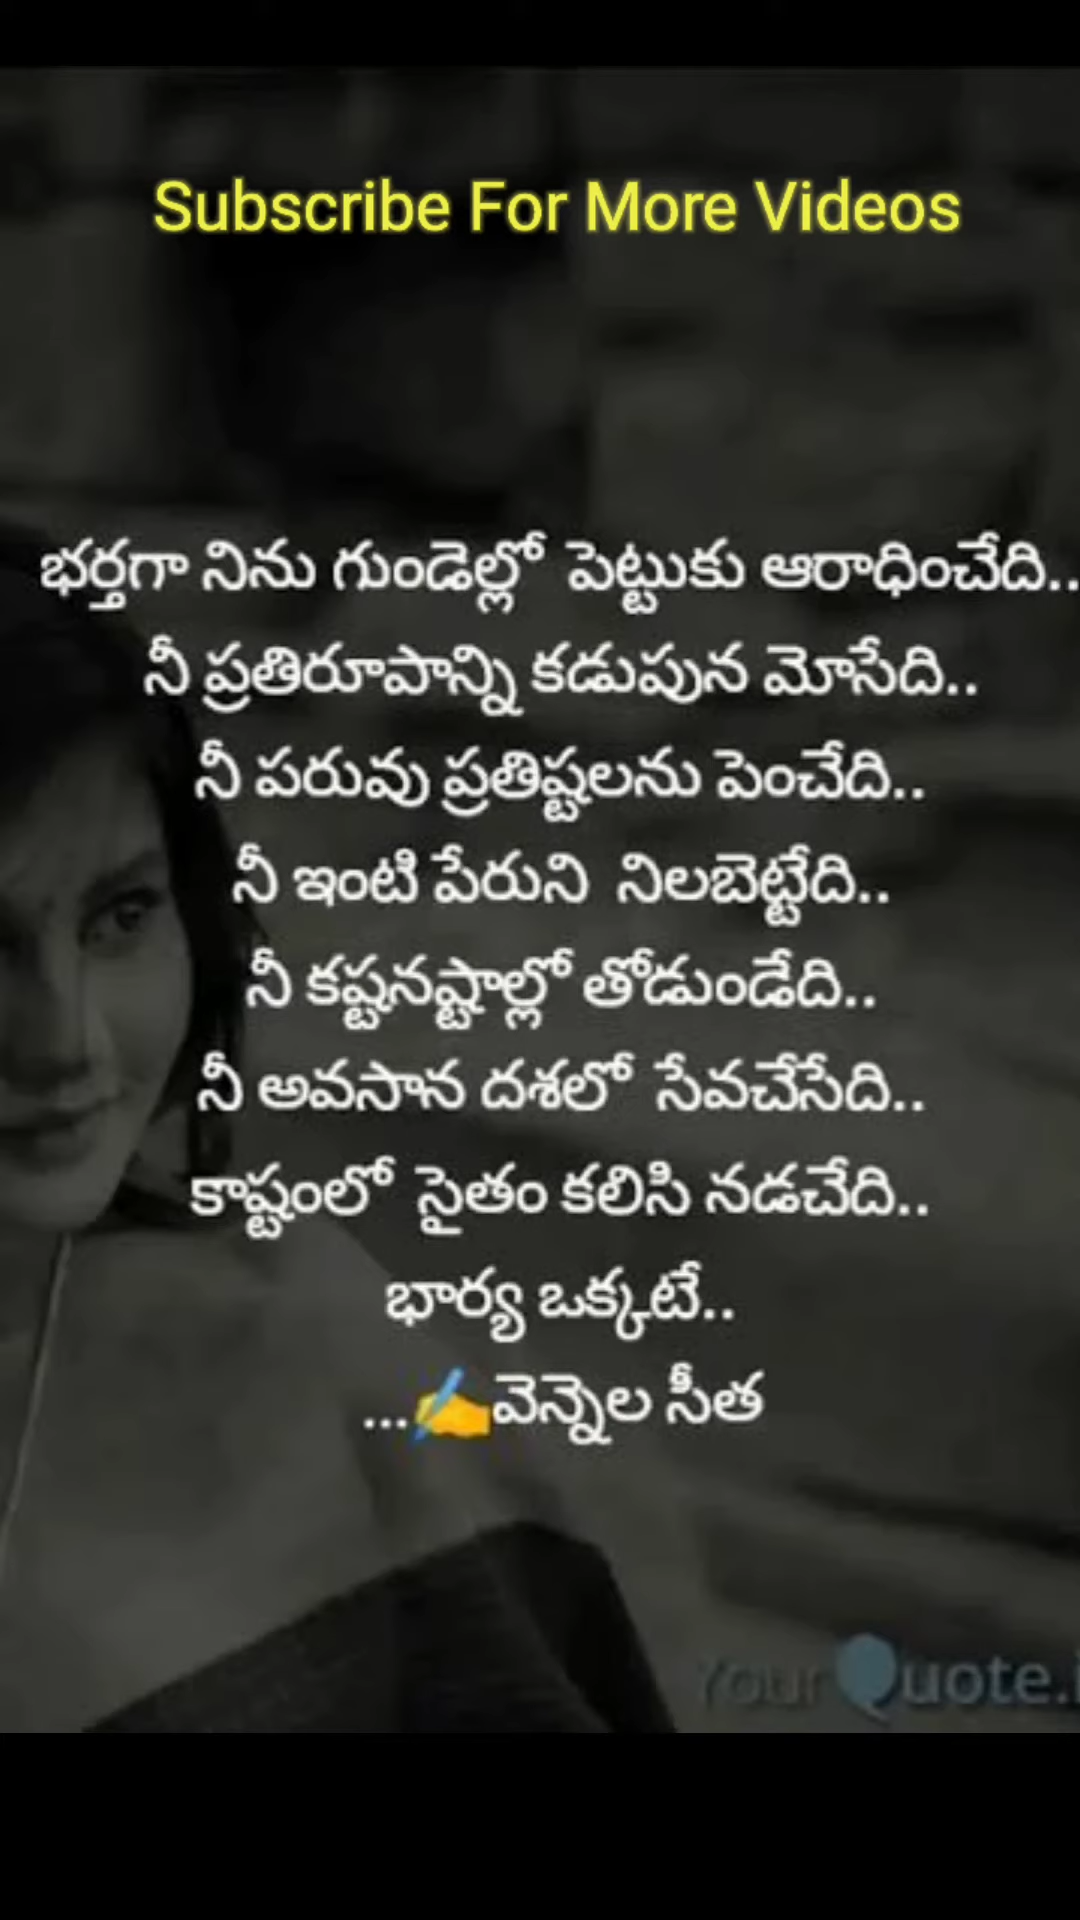 Subscribe For More Videos
భర్తగా నిను గుండెల్లో పెట్టుకు ఆరాధించేది..
నీ ప్రతిరూపాన్ని కడుపున మోసేది..
నీ పరువు ప్రతిష్టలను పెంచేది..
నీ ఇంటి పేరుని నిలబెట్టేది..
నీ కష్టనష్టాల్లో తోడుండేది..
నీ అవసాన దశలో సేవచేసేది..
కాష్టంలో సైతం కలిసి నడచేది..
భార్య ఒక్కటే..
...✍️వెన్నెల సీత
YourQuote.i